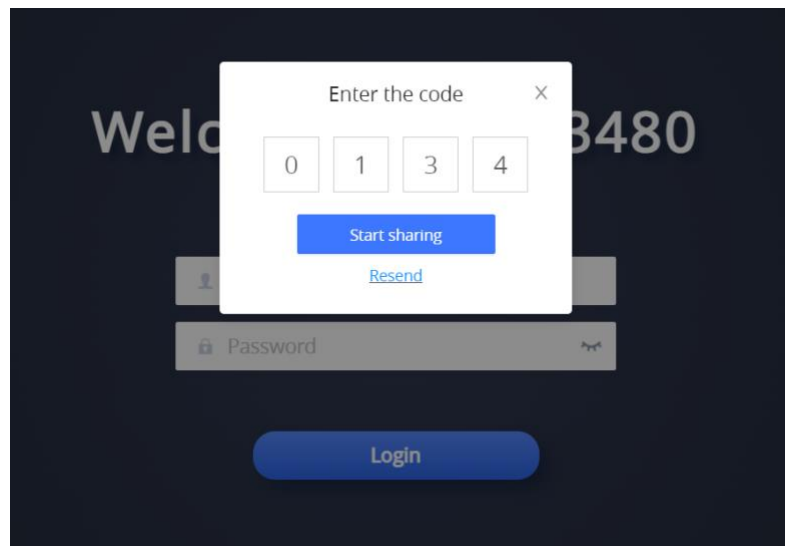 Enter the code
Welc 3480
0 1 3 4
Start sharing
Resend
Password
Login